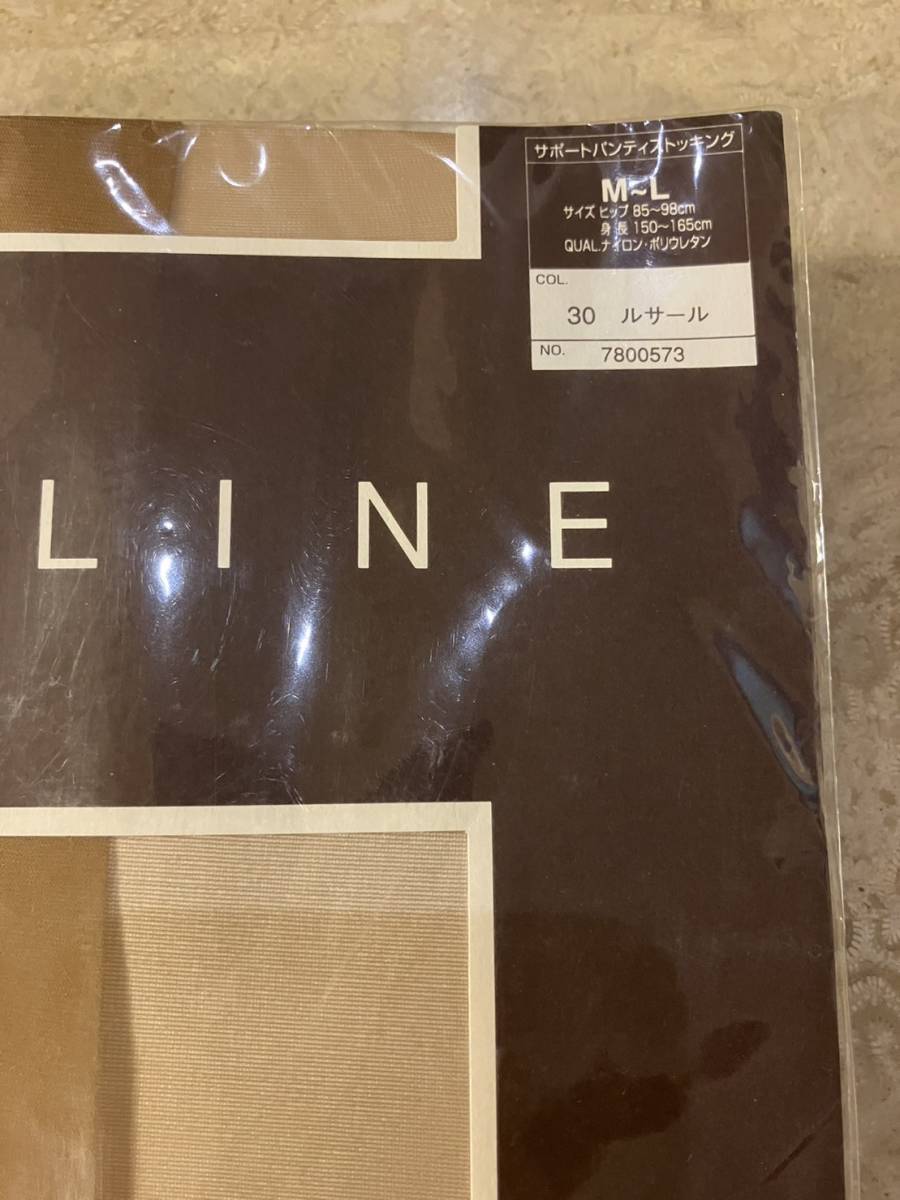 サポートパンティストッキング
M~L
サイズ ヒップ 85~98cm
身長 150~165cm
QUAL.ナイロン・ポリウレタン
COL.
30 ルサール
NO. 7800573
LINE